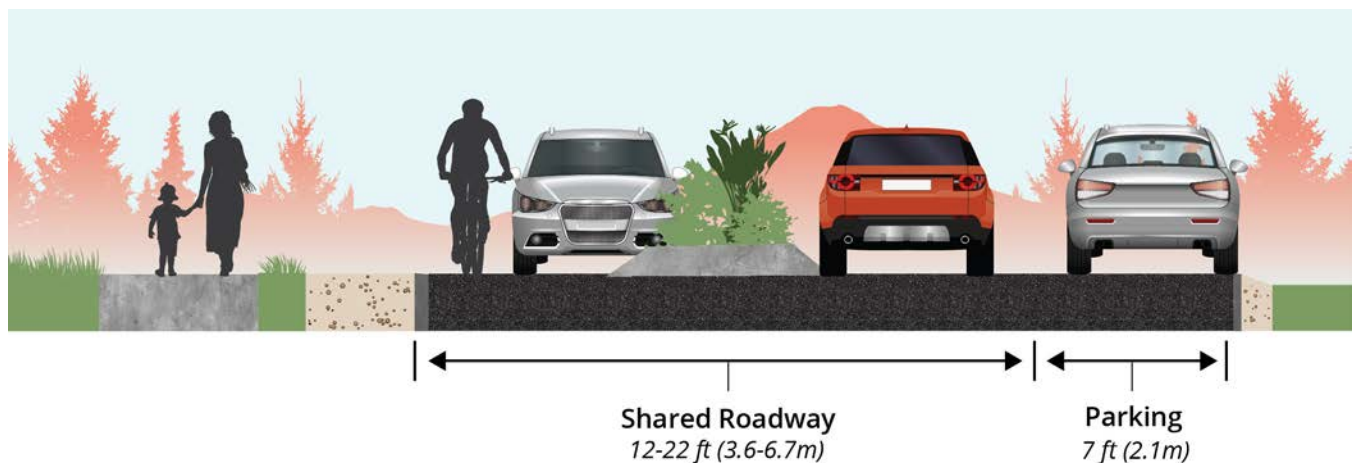 Shared Roadway
12-22 ft (3.6-6.7m)
Parking
7 ft (2.1m)